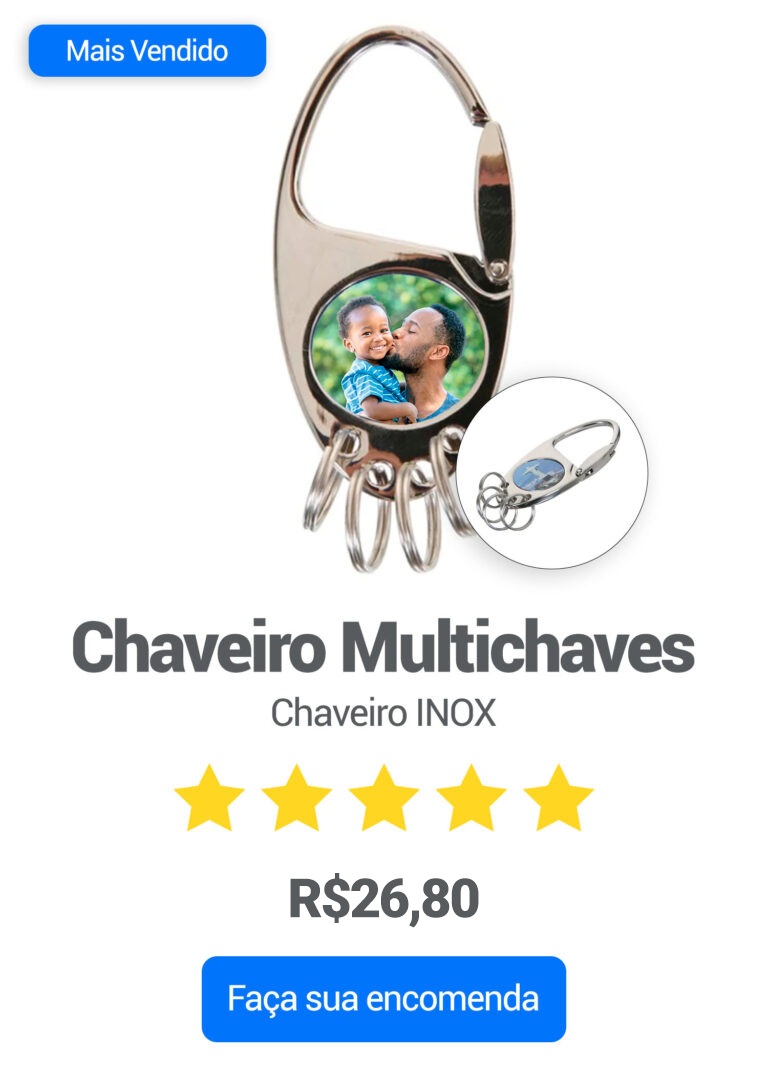 Mais Vendido
Chaveiro Multichaves
Chaveiro INOX
R$26,80
Faça sua encomenda